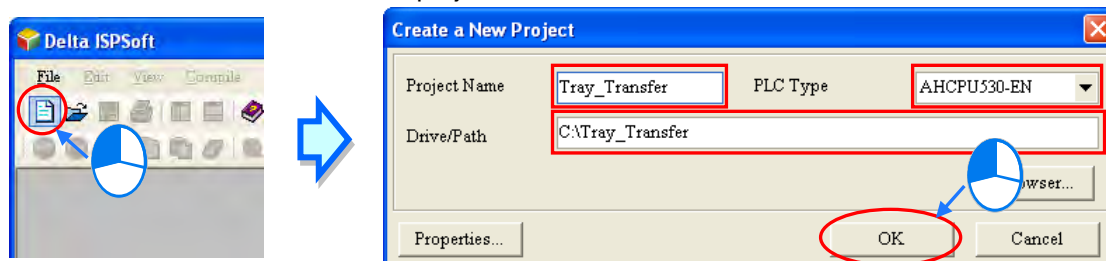 Delta ISPSoft
File Edit View Compile
Create a New Project
Project Name Tray_Transfer PLC Type AHCPU530-EN
Drive/Path C:\Tray_Transfer
Properties... OK Cancel